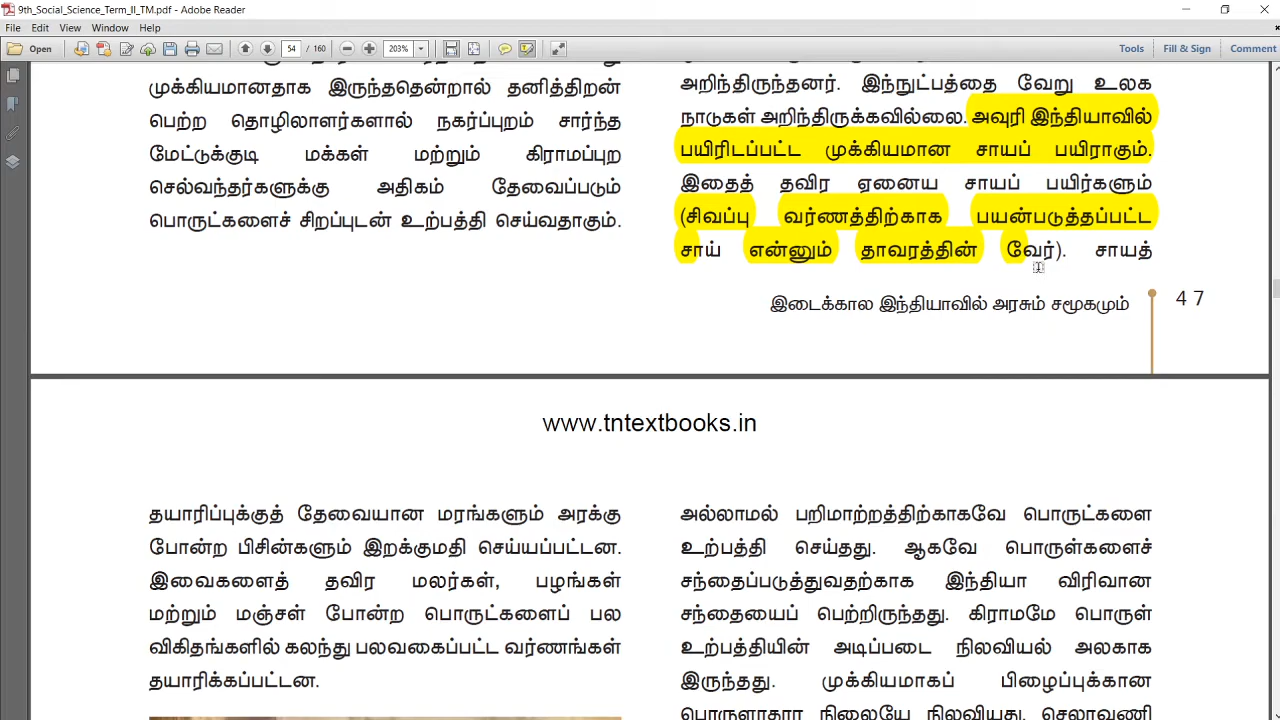 9th_Social_Science_Term_II_TM.pdf - Adobe Reader
File Edit View Window Help
Open 54 / 160 203% Tools Fill & Sign Comment
முக்கியமானதாக இருந்ததென்றால் தனித்திறன்
பெற்ற தொழிலாளர்களால் நகர்ப்புறம் சார்ந்த
மேட்டுக்குடி மக்கள் மற்றும் கிராமப்புற
செல்வந்தர்களுக்கு அதிகம் தேவைப்படும்
பொருட்களைச் சிறப்புடன் உற்பத்தி செய்வதாகும்.
அறிந்திருந்தனர். இந்நுட்பத்தை வேறு உலக
நாடுகள் அறிந்திருக்கவில்லை. அவுரி இந்தியாவில்
பயிரிடப்பட்ட முக்கியமான சாயப் பயிராகும்.
இதைத் தவிர ஏனைய சாயப் பயிர்களும்
(சிவப்பு வர்ணத்திற்காக பயன்படுத்தப்பட்ட
சாய் என்னும் தாவரத்தின் வேர்). சாயத்
இடைக்கால இந்தியாவில் அரசும் சமூகமும் 47
www.tntextbooks.in
தயாரிப்புக்குத் தேவையான மரங்களும் அரக்கு
போன்ற பிசின்களும் இறக்குமதி செய்யப்பட்டன.
இவைகளைத் தவிர மலர்கள், பழங்கள்
மற்றும் மஞ்சள் போன்ற பொருட்களைப் பல
விகிதங்களில் கலந்து பலவகைப்பட்ட வர்ணங்கள்
தயாரிக்கப்பட்டன.
அல்லாமல் பறிமாற்றத்திற்காகவே பொருட்களை
உற்பத்தி செய்தது. ஆகவே பொருள்களைச்
சந்தைப்படுத்துவதற்காக இந்தியா விரிவான
சந்தையைப் பெற்றிருந்தது. கிராமமே பொருள்
உற்பத்தியின் அடிப்படை நிலவியல் அலகாக
இருந்தது. முக்கியமாகப் பிழைப்புக்கான
பொருளாதார நிலையே நிலவியது. செலாவணி